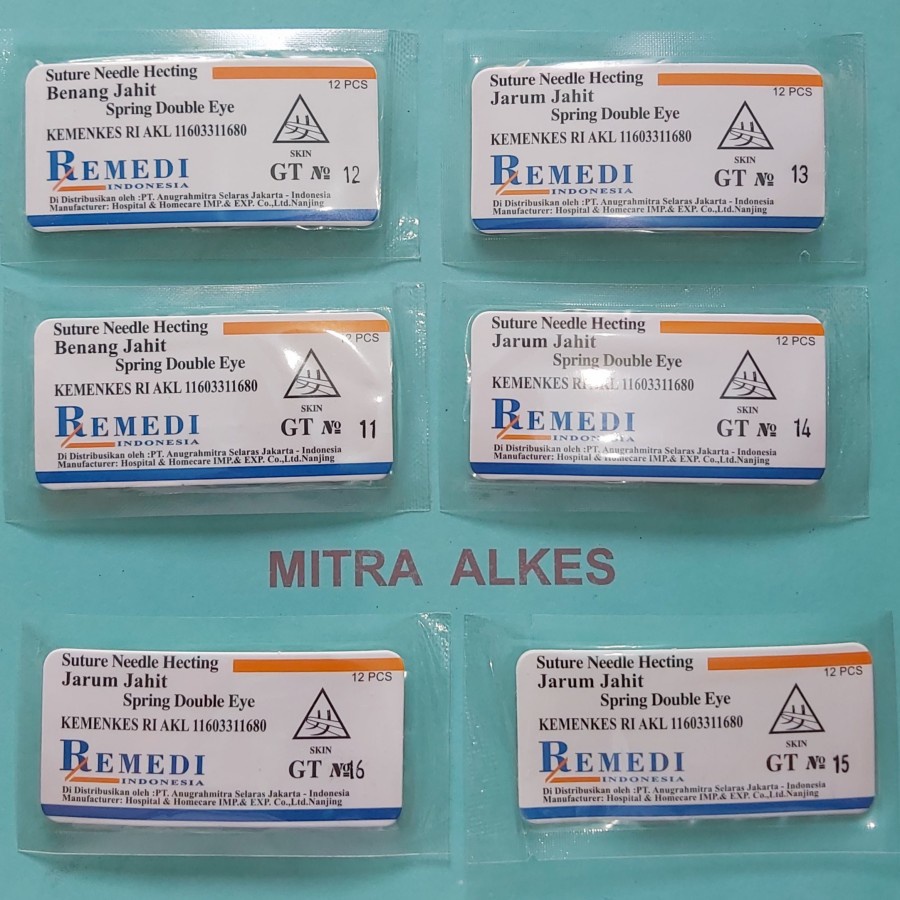 Suture Needle Hecting
Benang Jahit
12 PCS
Spring Double Eye
KEMENKES RI AKL 11603311680
SKIN
REMEDI
INDONESIA
GT № 12
Di Distribusikan oleh :PT. Anugrahmitra Selaras Jakarta - Indonesia
Manufacturer: Hospital & Homecare IMP.& EXP. Co.,Ltd.Nanjing
Suture Needle Hecting
Jarum Jahit
12 PCS
Spring Double Eye
KEMENKES RI AKL 11603311680
SKIN
REMEDI
INDONESIA
GT № 13
Di Distribusikan oleh :PT. Anugrahmitra Selaras Jakarta - Indonesia
Manufacturer: Hospital & Homecare IMP.& EXP. Co.,Ltd.Nanjing
Suture Needle Hecting
Benang Jahit
12 PCS
Spring Double Eye
KEMENKES RI AKL 11603311680
SKIN
REMEDI
INDONESIA
GT № 11
Di Distribusikan oleh :PT. Anugrahmitra Selaras Jakarta - Indonesia
Manufacturer: Hospital & Homecare IMP.& EXP. Co.,Ltd.Nanjing
Suture Needle Hecting
Jarum Jahit
12 PCS
Spring Double Eye
KEMENKES RI AKL 11603311680
SKIN
REMEDI
INDONESIA
GT № 14
Di Distribusikan oleh :PT. Anugrahmitra Selaras Jakarta - Indonesia
Manufacturer: Hospital & Homecare IMP.& EXP. Co.,Ltd.Nanjing
MITRA ALKES
Suture Needle Hecting
Jarum Jahit
12 PCS
Spring Double Eye
KEMENKES RI AKL 11603311680
SKIN
REMEDI
INDONESIA
GT № 16
Di Distribusikan oleh :PT. Anugrahmitra Selaras Jakarta - Indonesia
Manufacturer: Hospital & Homecare IMP.& EXP. Co.,Ltd.Nanjing
Suture Needle Hecting
Jarum Jahit
12 PCS
Spring Double Eye
KEMENKES RI AKL 11603311680
SKIN
REMEDI
INDONESIA
GT № 15
Di Distribusikan oleh :PT. Anugrahmitra Selaras Jakarta - Indonesia
Manufacturer: Hospital & Homecare IMP.& EXP. Co.,Ltd.Nanjing